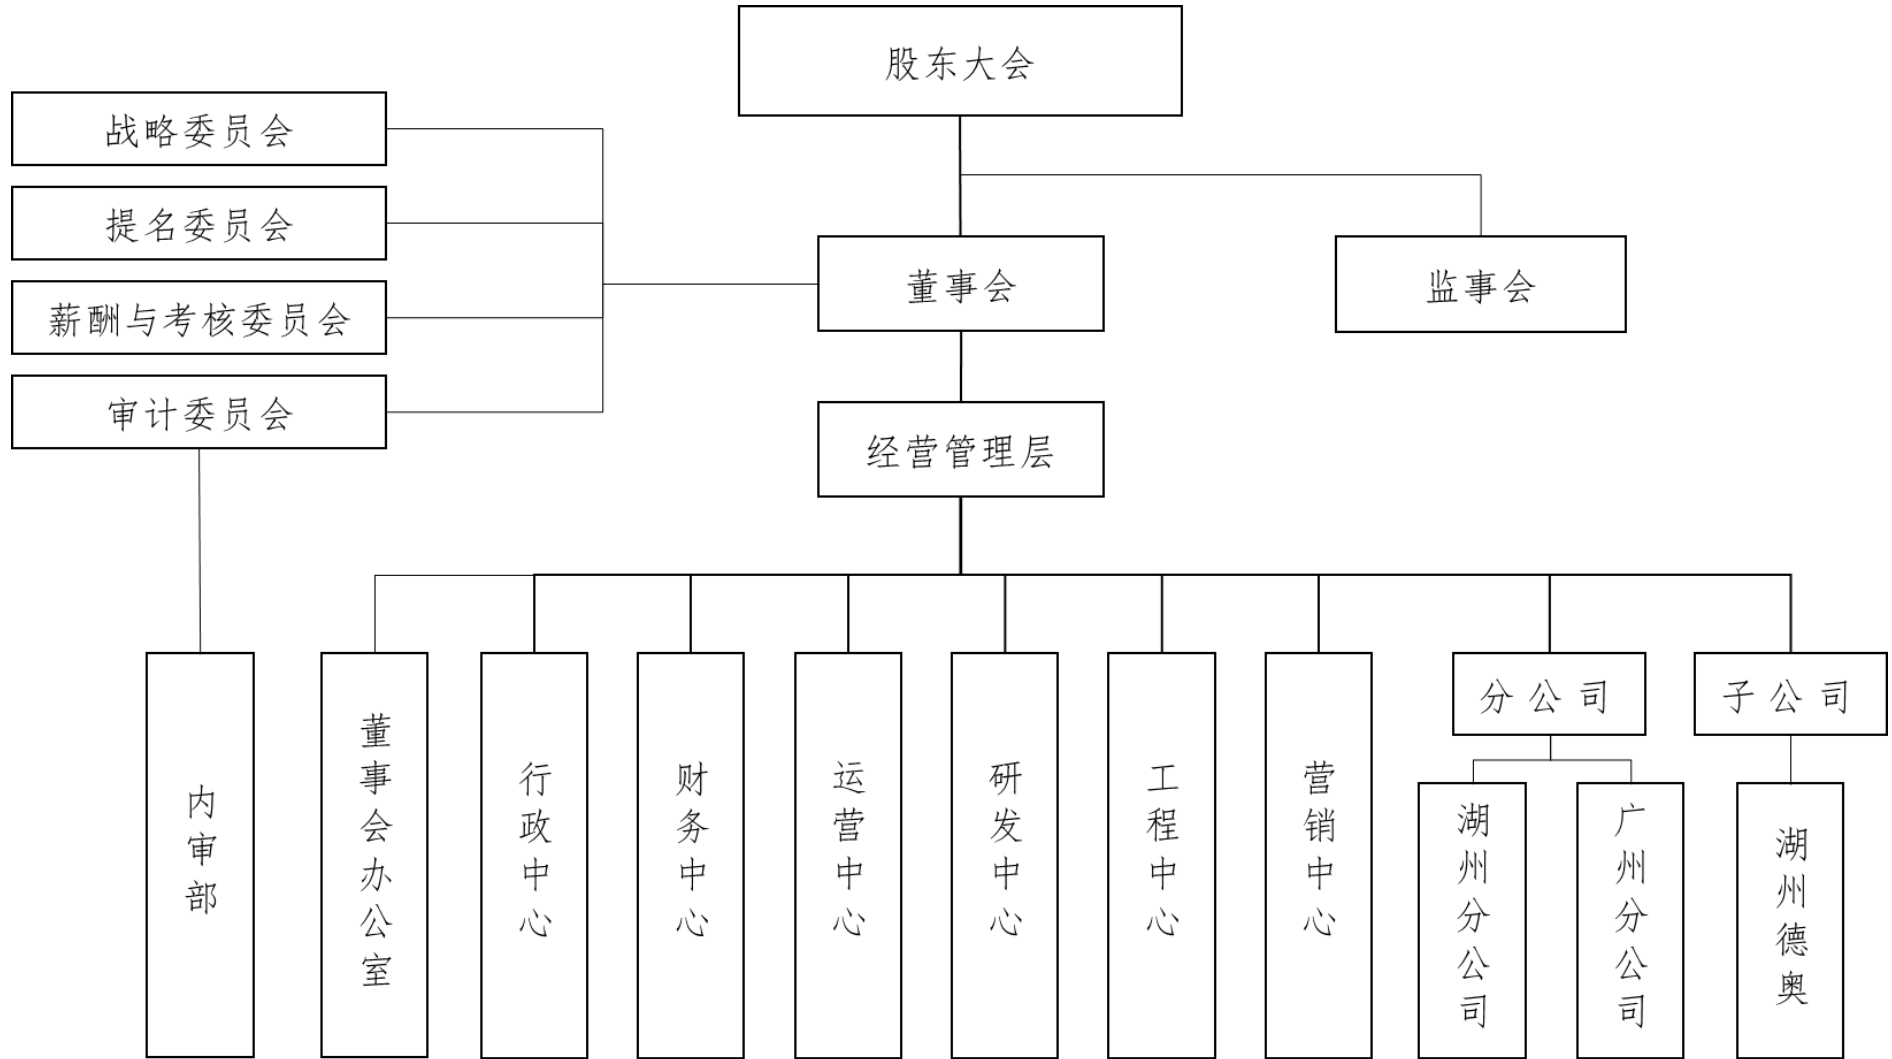 股东大会
战略委员会
提名委员会
薪酬与考核委员会
审计委员会
董事会
监事会
经营管理层
内审部
董事会办公室
行政中心
财务中心
运营中心
研发中心
工程中心
营销中心
分公司
子公司
湖州分公司
广州分公司
湖州德奥